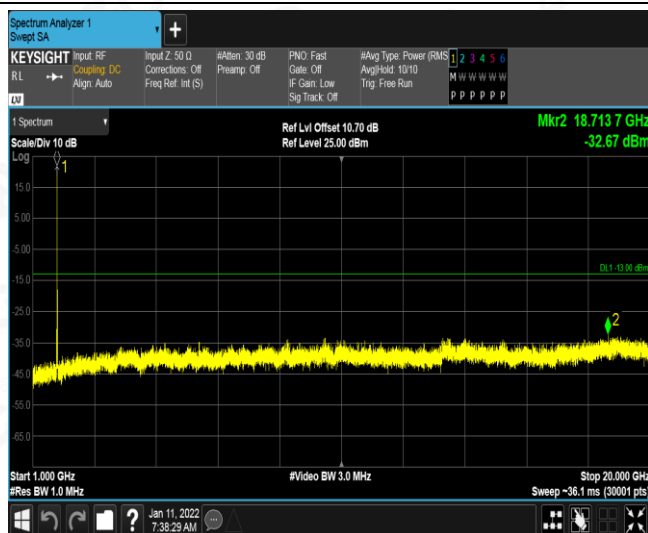 Spectrum Analyzer 1
Swept SA
+
KEYSIGHT Input: RF Input Z: 50 Ω #Atten: 30 dB PNO: Fast #Avg Type: Power (RMS 1 2 3 4 5 6
RL Coupling: DC Corrections: Off Preamp: Off Gate: Off Avg|Hold: 10/10 M W W W W W
Align: Auto Freq Ref: Int (S) IF Gain: Low Trig: Free Run
Sig Track: Off P P P P P P
LXI
1 Spectrum Ref Lvl Offset 10.70 dB Mkr2 18.713 7 GHz
Scale/Div 10 dB Ref Level 25.00 dBm -32.67 dBm
Log
1
15.0
5.00
-5.00
DL1 -13.00 dBm
-15.0
-25.0
2
-35.0
-45.0
-55.0
-65.0
Start 1.000 GHz #Video BW 3.0 MHz Stop 20.000 GHz
#Res BW 1.0 MHz Sweep ~36.1 ms (30001 pts)
? Jan 11, 2022
7:38:29 AM